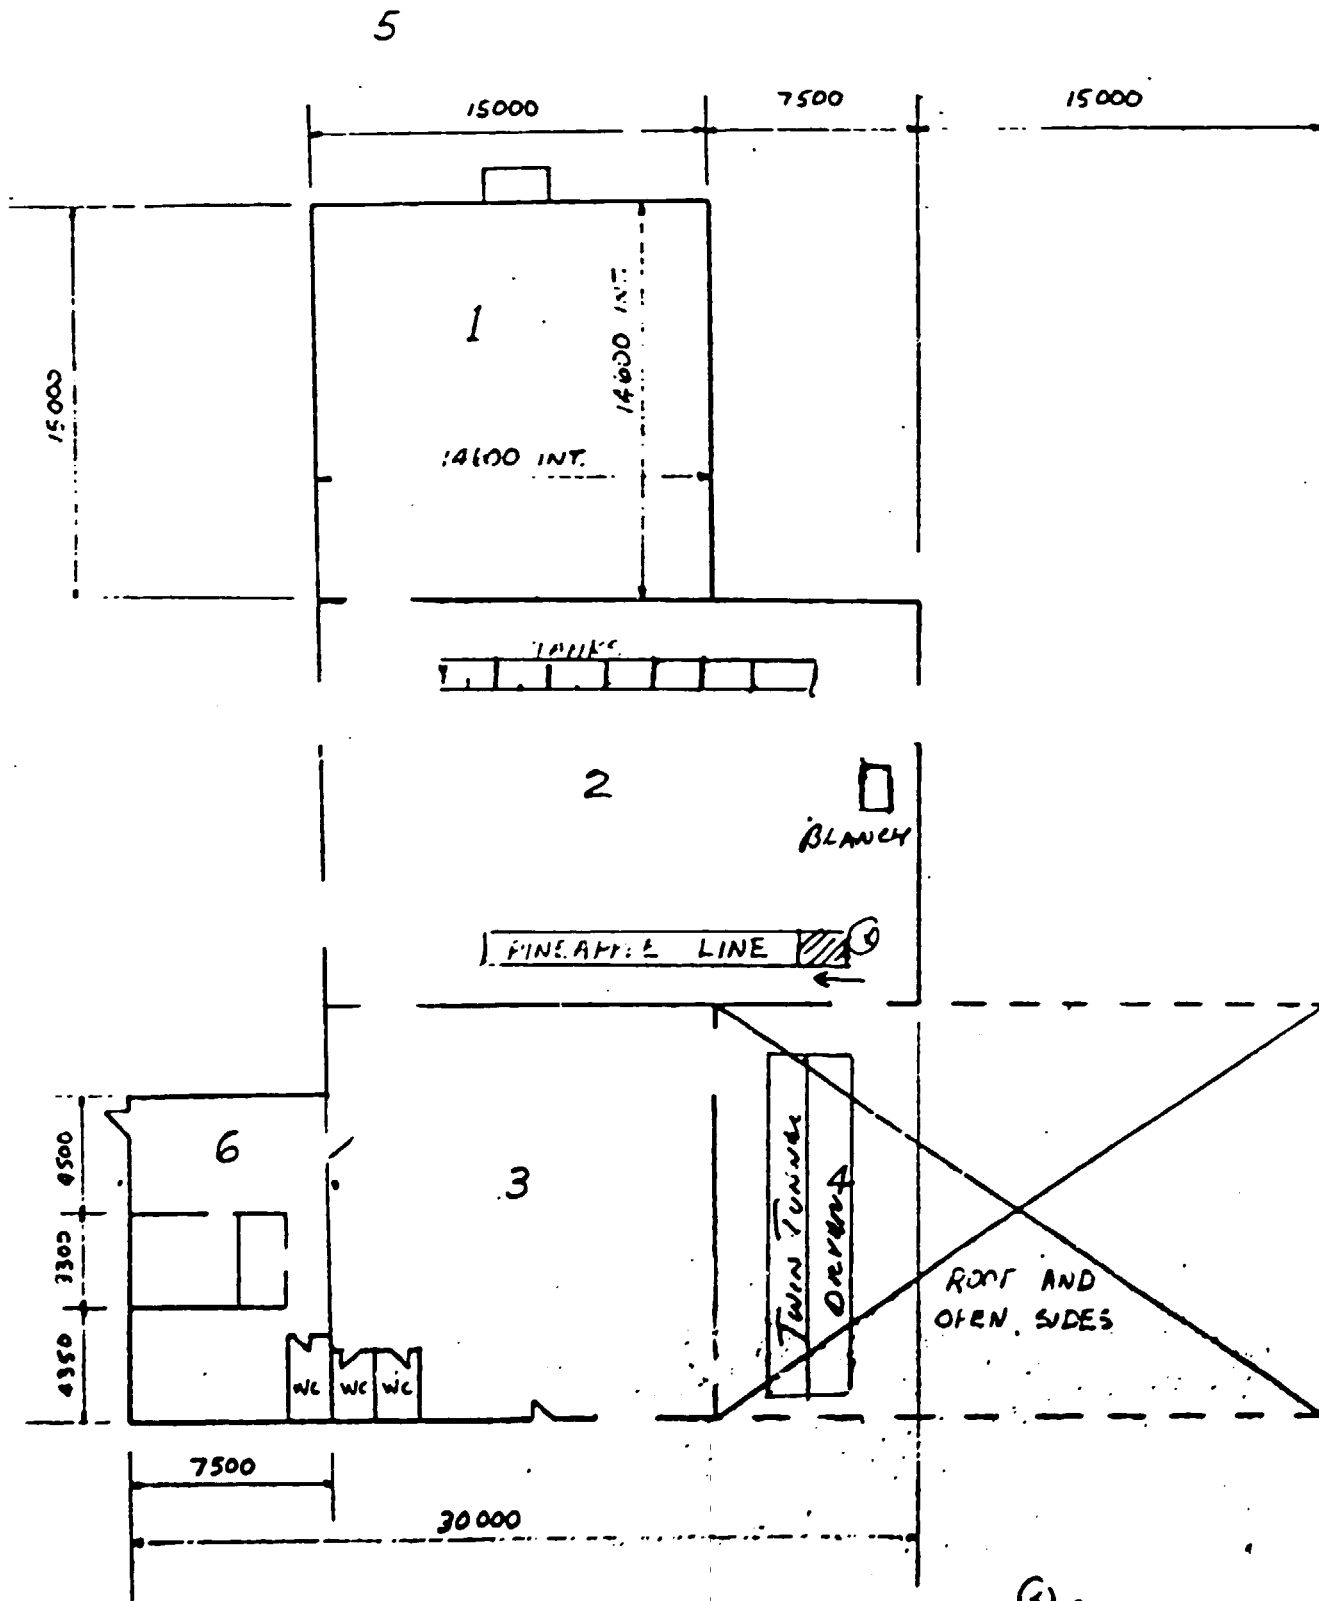 5
15000
7500
15000
1
15000
14600 INT.
14600 INT.
TANKS
2
BLANCH
PINEAPPLE LINE
6
3
4
4500
3300
4350
TWIN TUNNEL
DRYER
ROOF AND
OPEN SIDES
WC
WC
WC
7500
30000